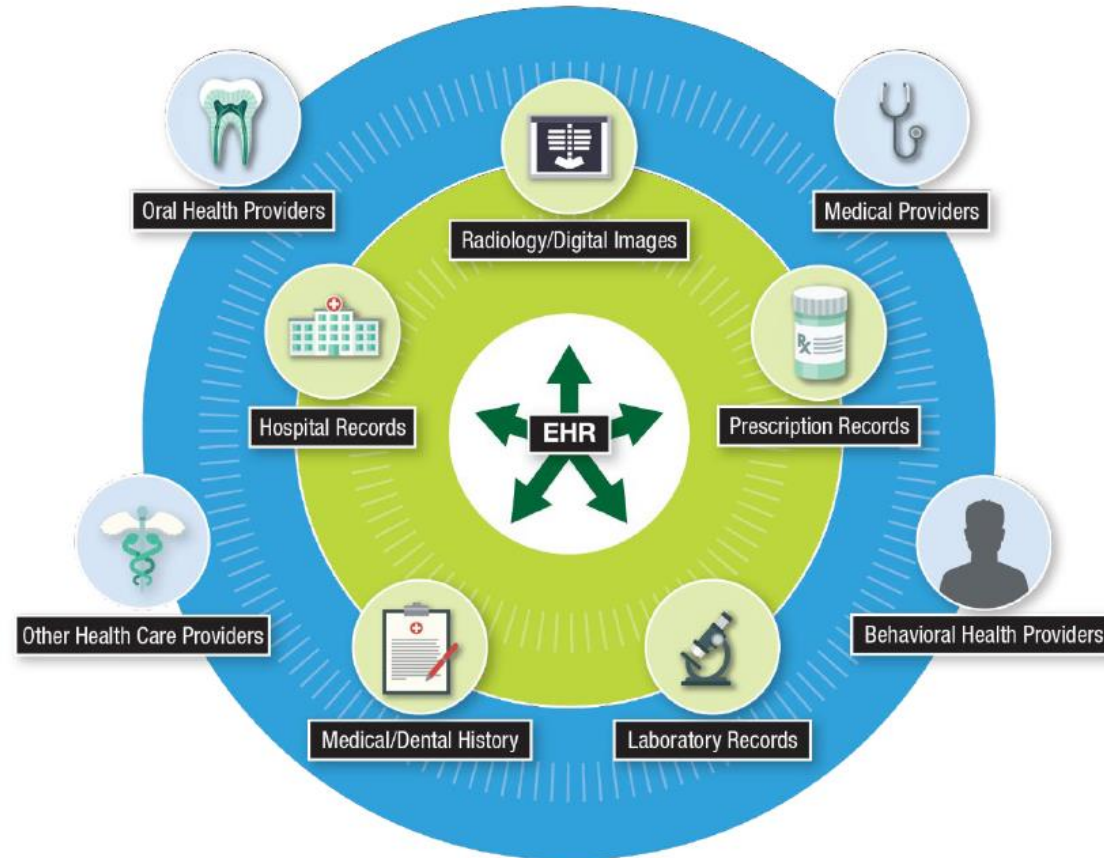 Oral Health Providers
Medical Providers
Radiology/Digital Images
Hospital Records
Prescription Records
EHR
Rx
Other Health Care Providers
Behavioral Health Providers
Medical/Dental History
Laboratory Records